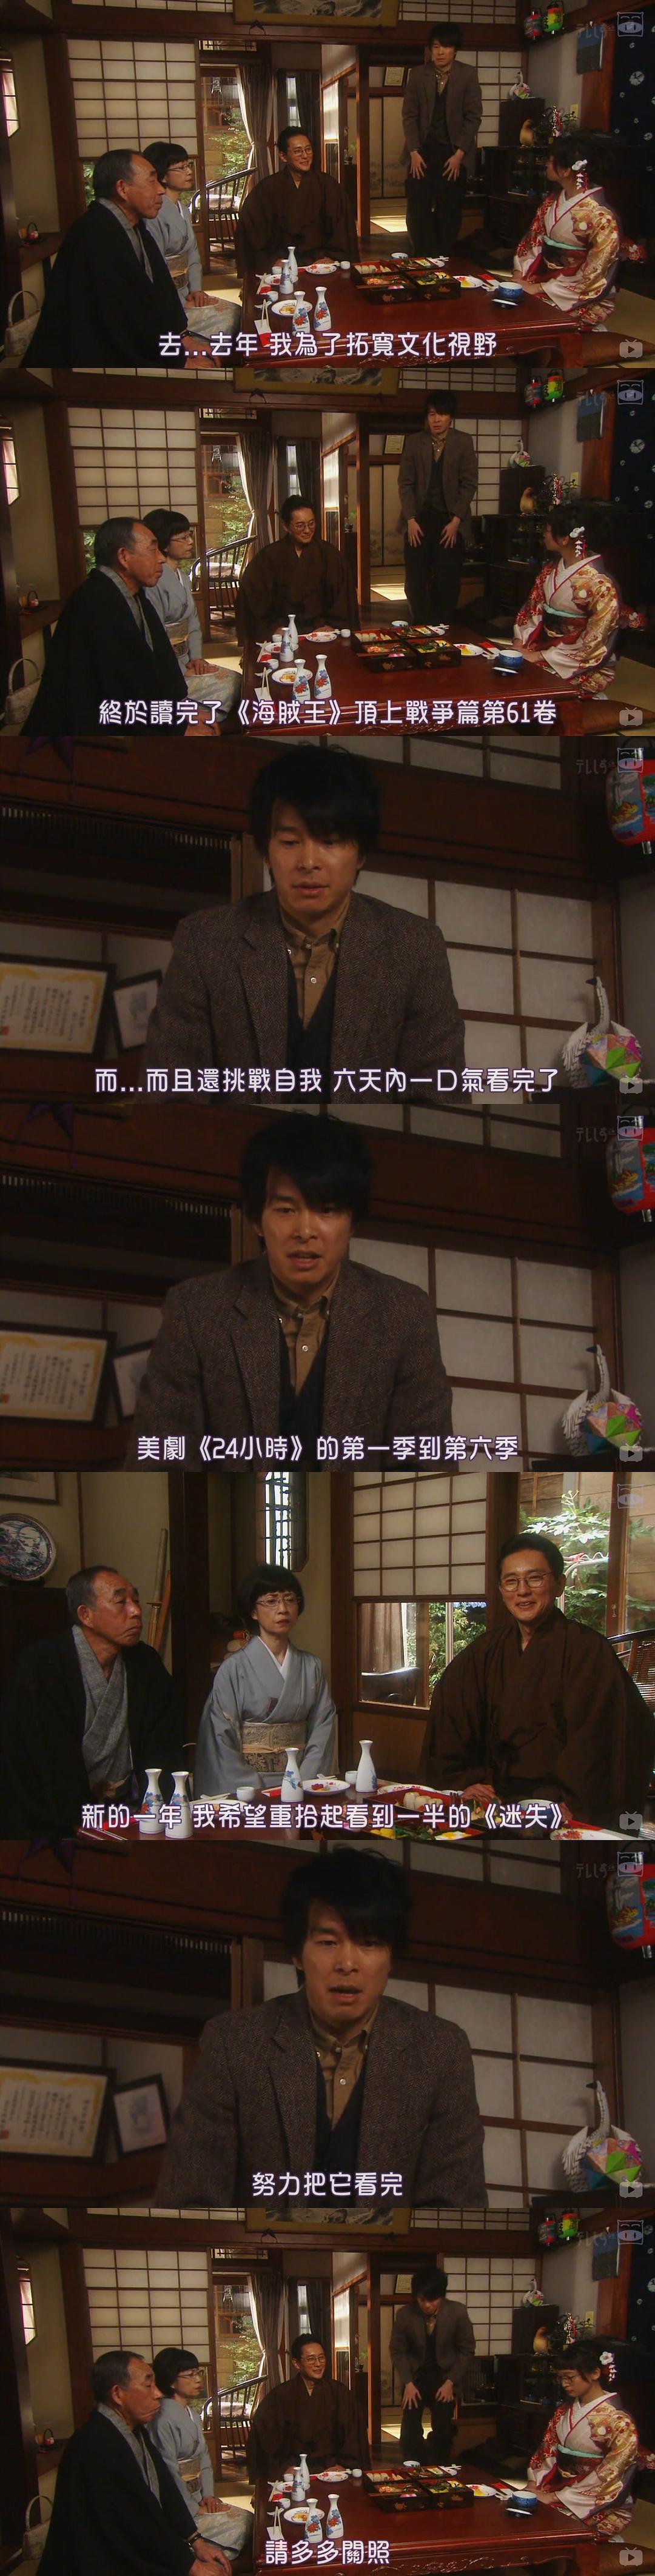 去...去年 我為了拓寬文化視野
終於讀完了《海賊王》頂上戰爭篇第61卷
而...而且還挑戰自我 六天內一口氣看完了
美劇《24小時》的第一季到第六季
新的一年 我希望重拾起看到一半的《迷失》
努力把它看完
請多多關照